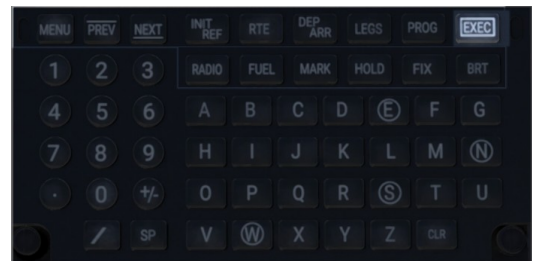 MENU PREV NEXT INIT REF RTE DEP ARR LEGS PROG EXEC
1 2 3 RADIO FUEL MARK HOLD FIX BRT
4 5 6 A B C D E F G
7 8 9 H I J K L M N
. 0 +/- O P Q R S T U
/ SP V W X Y Z CLR